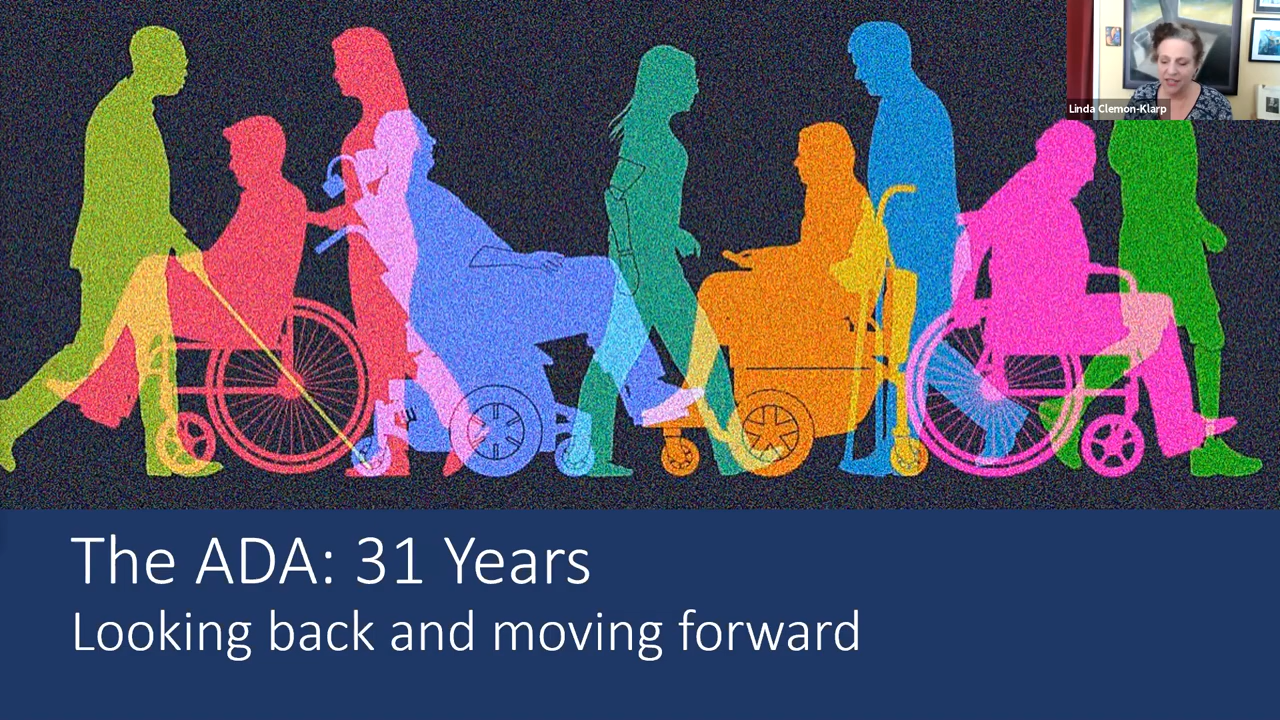 Linda Clemon-Klarp
The ADA: 31 Years
Looking back and moving forward